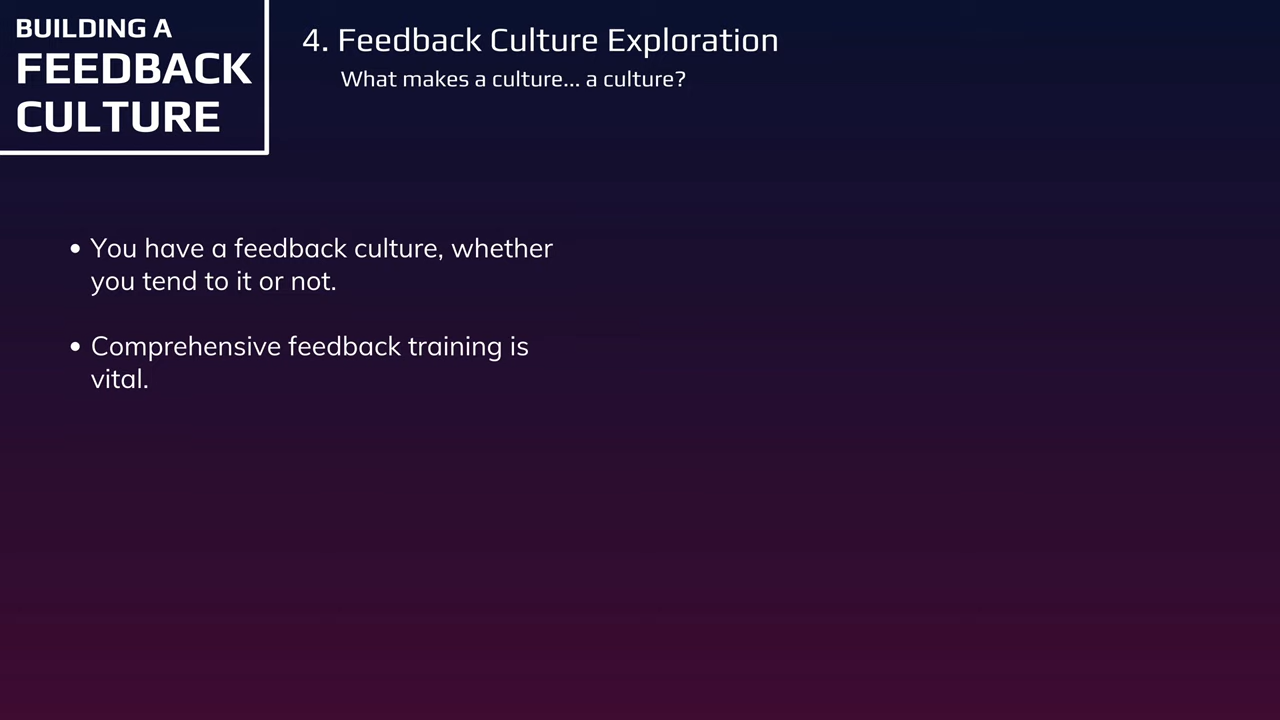 BUILDING A
FEEDBACK
CULTURE
4. Feedback Culture Exploration
What makes a culture... a culture?
• You have a feedback culture, whether
you tend to it or not.
• Comprehensive feedback training is
vital.